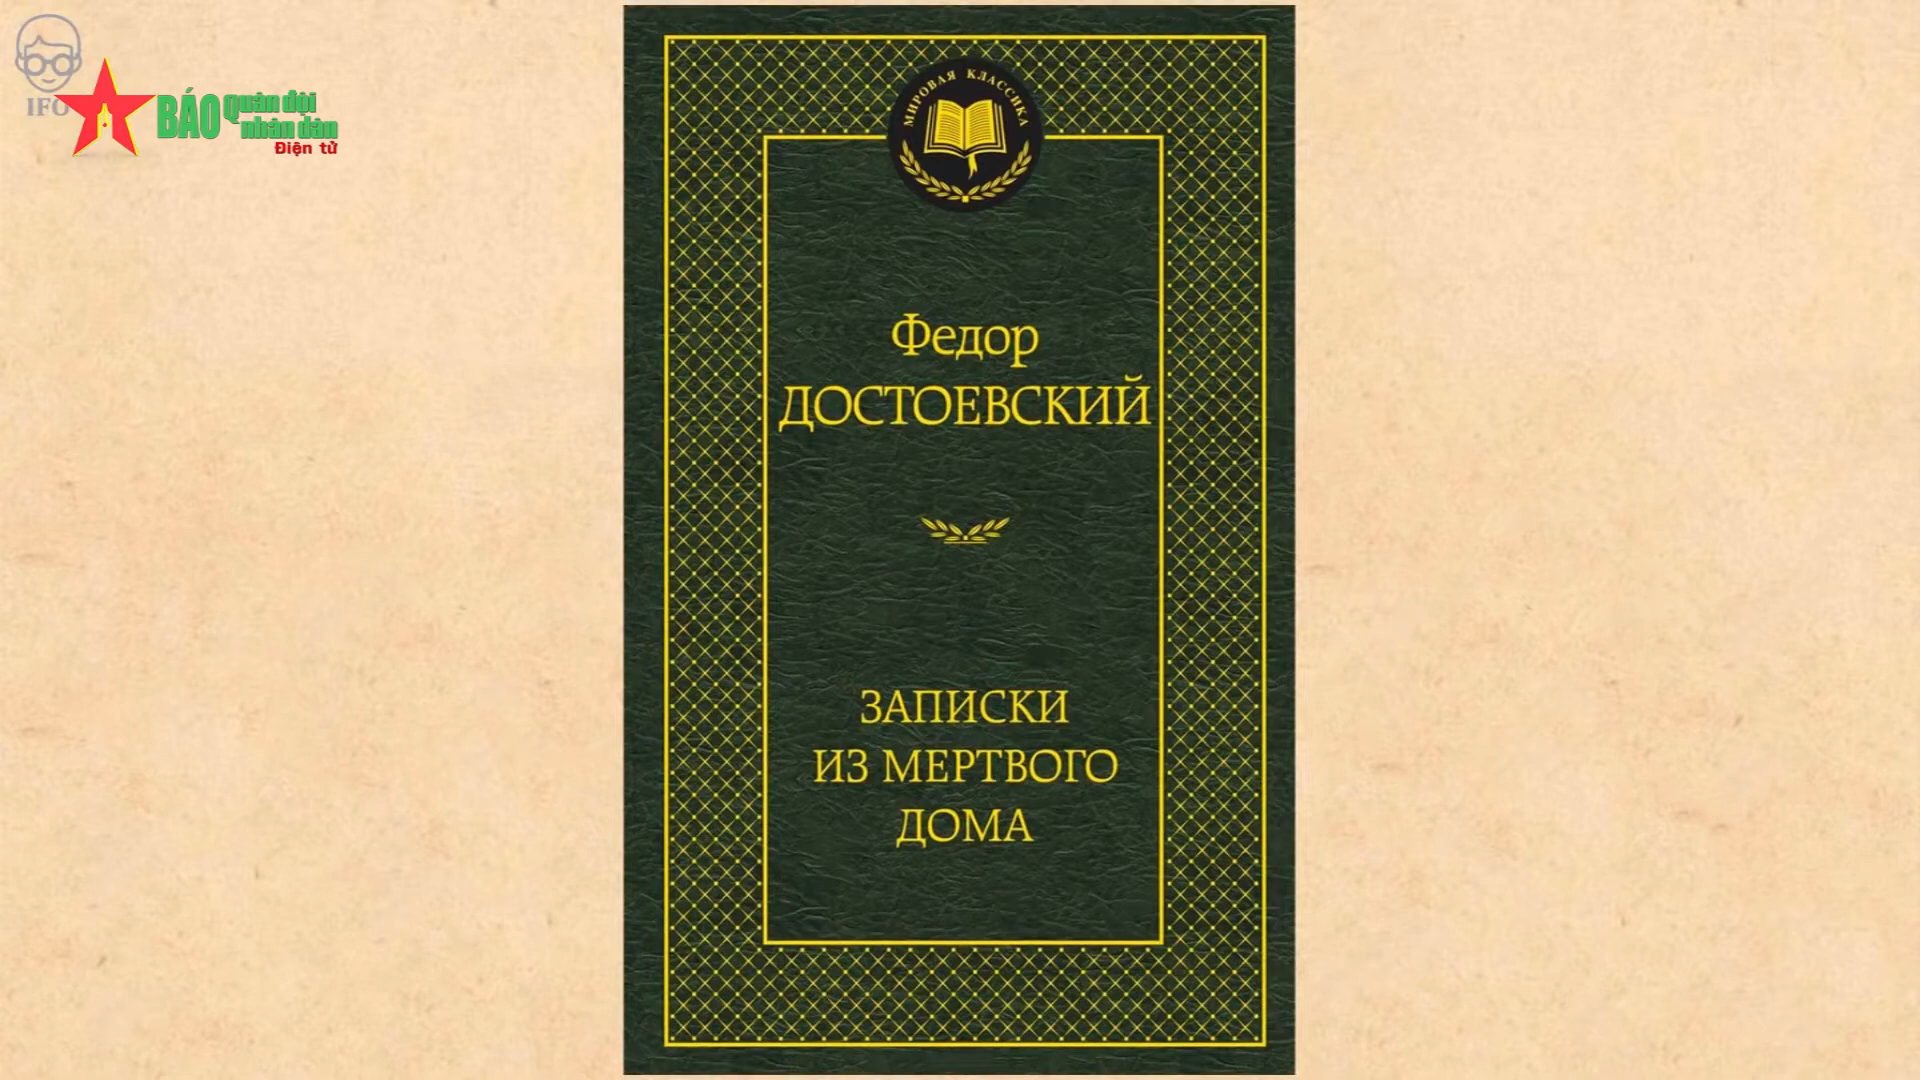 IFO
BÁO Quân đội
nhân dân
Điện tử
МИРОВАЯ КЛАССИКА
Федор
ДОСТОЕВСКИЙ
ЗАПИСКИ
ИЗ МЕРТВОГО
ДОМА